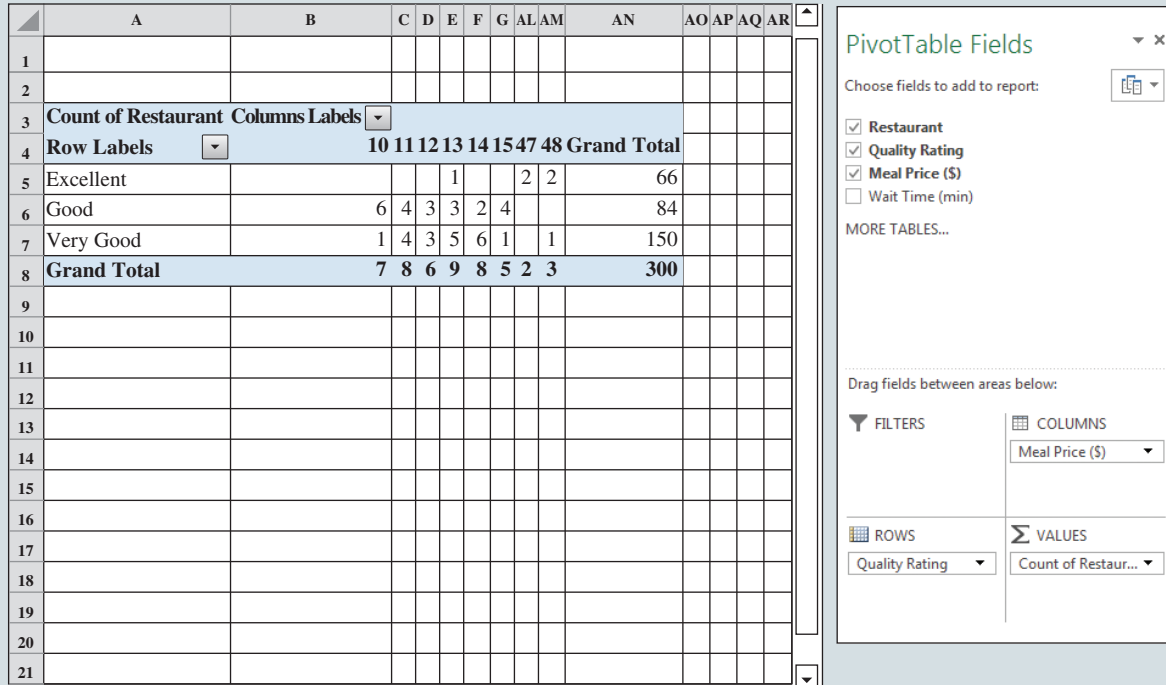 A B C D E F G AL AM AN AO AP AQ AR
1
2
3 Count of Restaurant Columns Labels
4 Row Labels 10 11 12 13 14 15 47 48 Grand Total
5 Excellent 1 2 2 66
6 Good 6 4 3 3 2 4 84
7 Very Good 1 4 3 5 6 1 1 150
8 Grand Total 7 8 6 9 8 5 2 3 300
9
10
11
12
13
14
15
16
17
18
19
20
21
PivotTable Fields
Choose fields to add to report:
Restaurant
Quality Rating
Meal Price ($)
Wait Time (min)
MORE TABLES...
Drag fields between areas below:
FILTERS
COLUMNS
Meal Price ($)
ROWS
Quality Rating
VALUES
Count of Restaur...